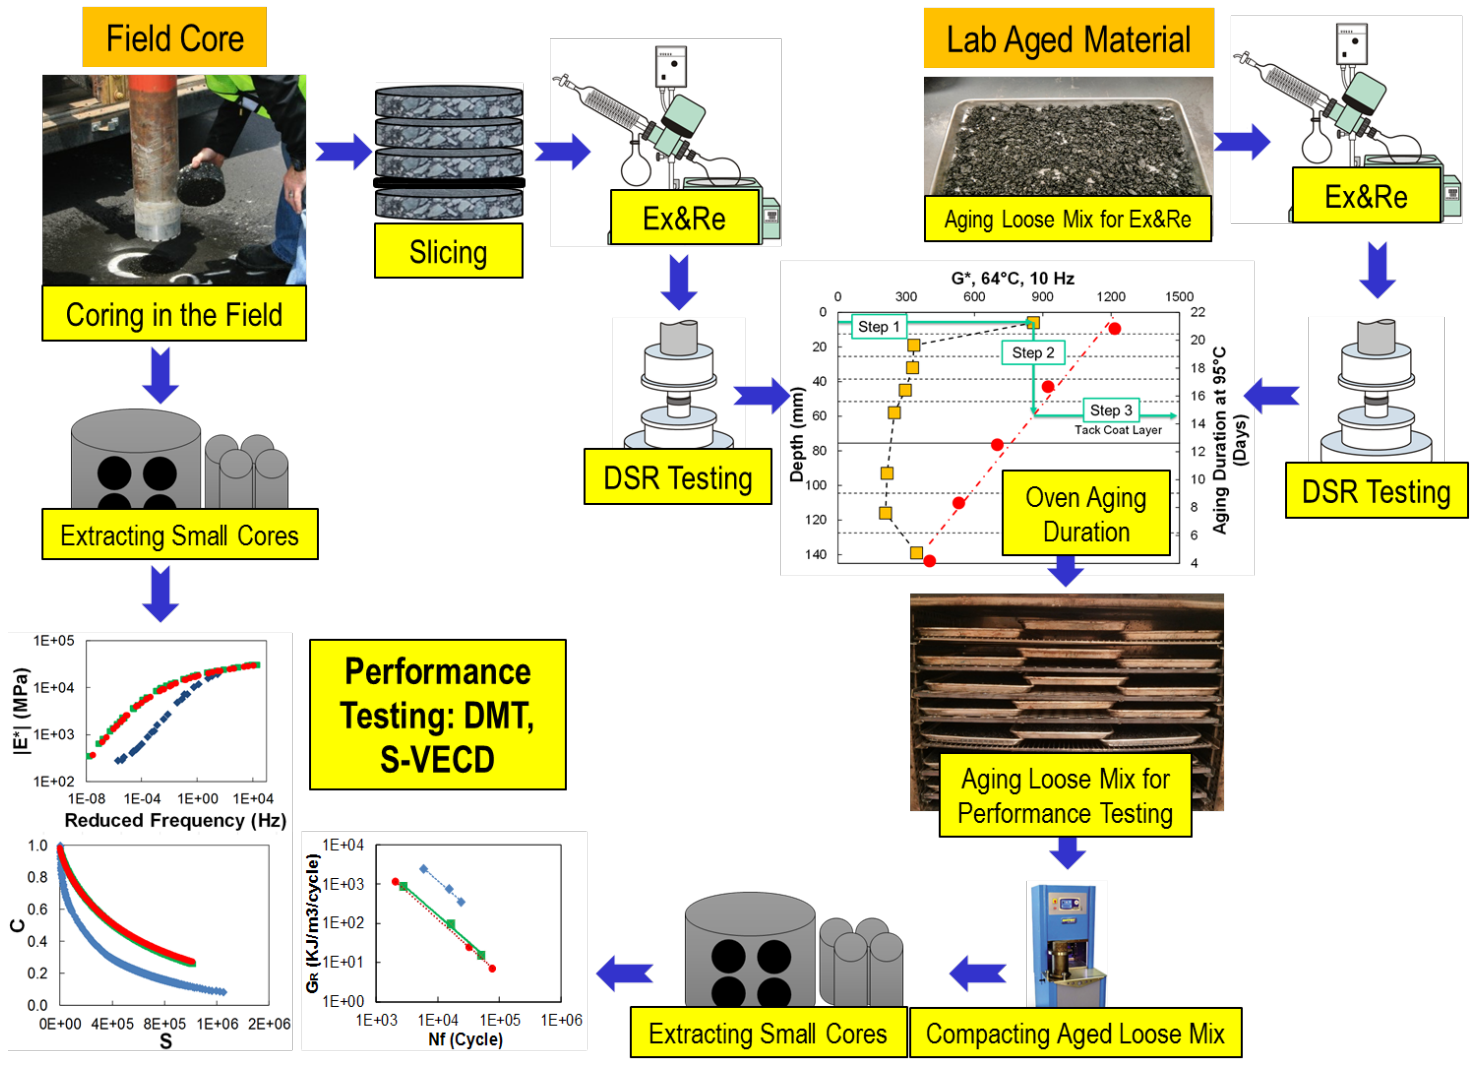 Field Core
Lab Aged Material
Coring in the Field
Slicing
Ex&Re
Aging Loose Mix for Ex&Re
Ex&Re
DSR Testing
DSR Testing
G*, 64°C, 10 Hz
0 300 600 900 1200 1500
0
20
40
60
80
100
120
140
Depth (mm)
22
20
18
16
14
12
10
8
6
4
Aging Duration at 95°C
(Days)
Step 1
Step 2
Step 3
Tack Coat Layer
Oven Aging
Duration
Extracting Small Cores
1E+05
1E+04
1E+03
1E+02
|E*| (MPa)
1E-08 1E-04 1E+00 1E+04
Reduced Frequency (Hz)
Performance
Testing: DMT,
S-VECD
Aging Loose Mix for
Performance Testing
1.0
0.8
0.6
0.4
0.2
0.0
C
0E+00 4E+05 8E+05 1E+06 2E+06
S
1E+04
1E+03
1E+02
1E+01
1E+00
GR (KJ/m3/cycle)
1E+03 1E+04 1E+05 1E+06
Nf (Cycle)
Extracting Small Cores
Compacting Aged Loose Mix